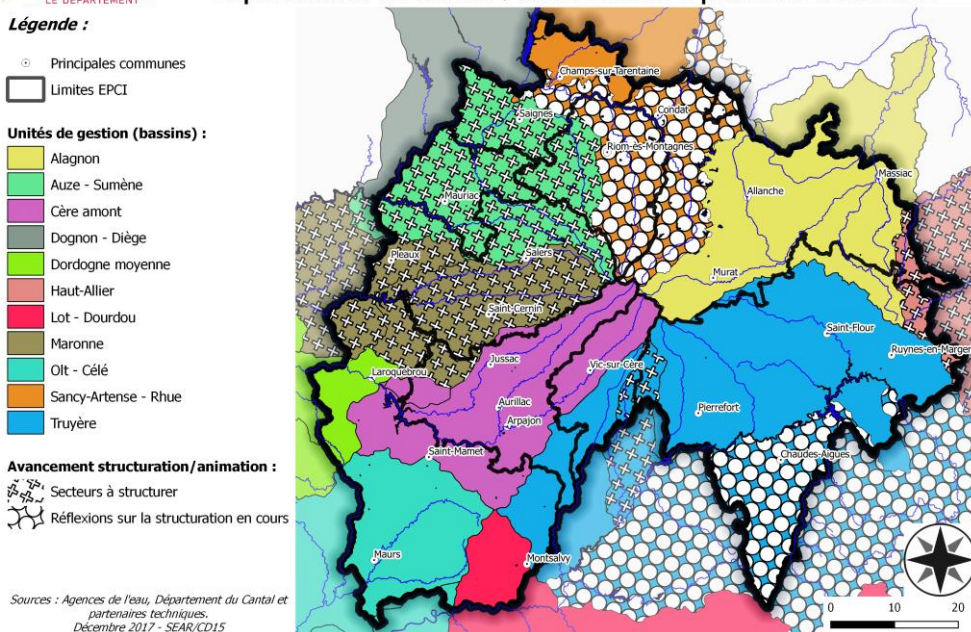 LE DÉPARTEMENT
Légende :
Principales communes
Limites EPCI
Unités de gestion (bassins) :
Alagnon
Auze - Sumène
Cère amont
Dognon - Diège
Dordogne moyenne
Haut-Allier
Lot - Dourdou
Maronne
Olt - Célé
Sancy-Artense - Rhue
Truyère
Avancement structuration/animation :
Secteurs à structurer
Réflexions sur la structuration en cours
Sources : Agences de l'eau, Département du Cantal et
partenaires techniques.
Décembre 2017 - SEAR/CD15
Champs-sur-Tarentaine
Saignes
Condat
Riom-ès-Montagnes
Massiac
Allanche
Mauriac
Salers
Pleaux
Murat
Saint-Cernin
Saint-Flour
Ruynes-en-Marger
Jussac
Vic-sur-Cère
Laroquebrou
Aurillac
Arpajon
Pierrefort
Saint-Mamet
Chaudes-Aigues
Maurs
Montsalvy
0 10 20